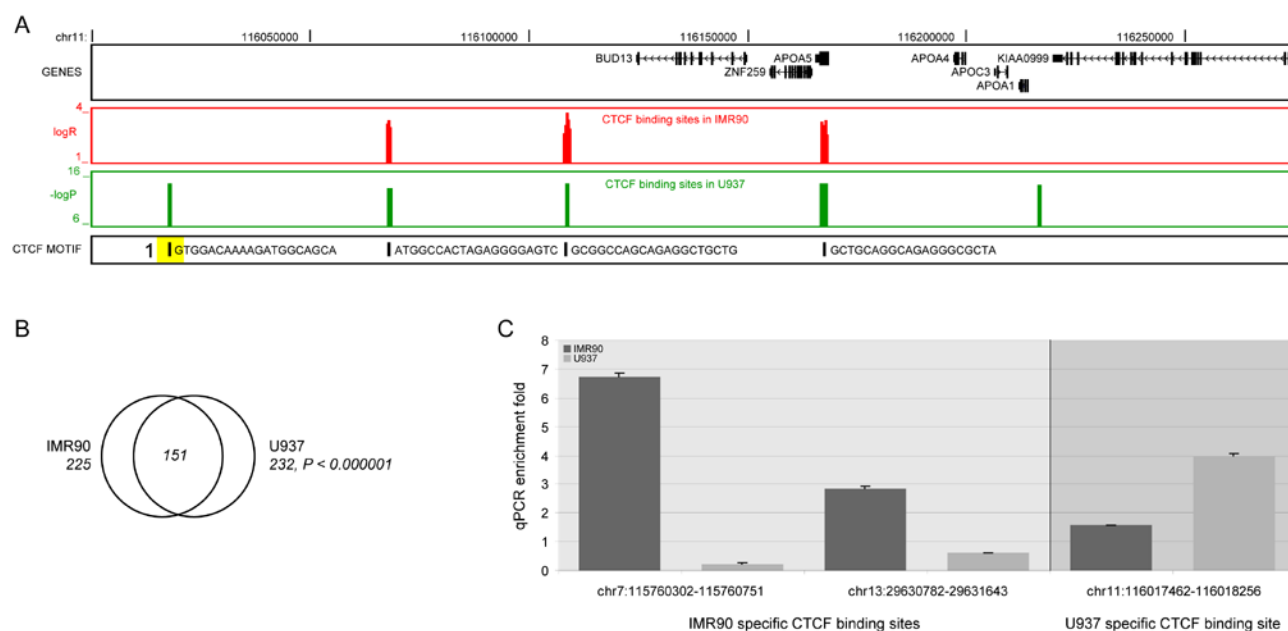 A
chr11: 116050000 116100000 116150000 116200000 116250000
GENES
BUD13 APOA5 APOA4 KIAA0999
ZNF259 APOC3
APOA1
4
logR
1
CTCF binding sites in IMR90
16
-logP
6
CTCF binding sites in U937
CTCF MOTIF 1 GTGGACAAAAGATGGCAGCA ATGGCCACTAGAGGGGAGTC GCGGCCAGCAGAGGCTGCTG GCTGCAGGCAGAGGGCGCTA
B
IMR90
225
151
U937
232, P < 0.000001
C
IMR90
U937
qPCR enrichment fold
8
7
6
5
4
3
2
1
0
chr7:115760302-115760751 chr13:29630782-29631643 chr11:116017462-116018256
IMR90 specific CTCF binding sites U937 specific CTCF binding site